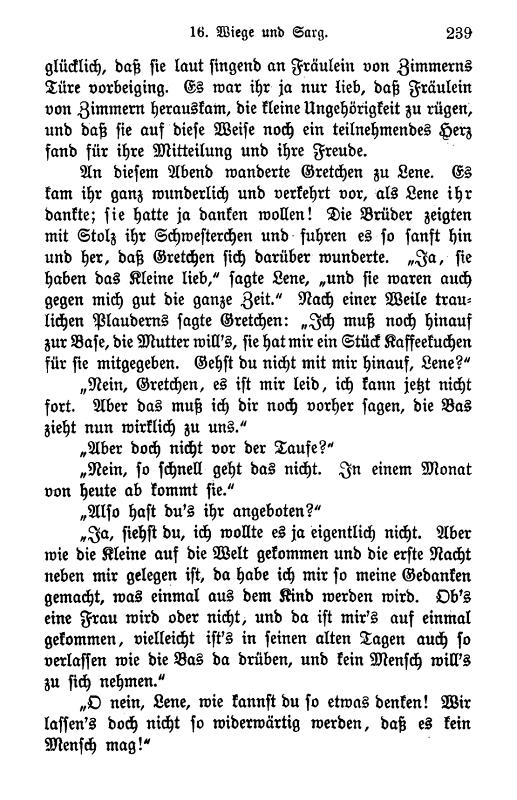 16. Wiege und Sarg. 239
glücklich, daß sie laut singend an Fräulein von Zimmerns
Türe vorbeiging. Es war ihr ja nur lieb, daß Fräulein
von Zimmern herauskam, die kleine Ungehörigkeit zu rügen,
und daß sie auf diese Weise noch ein teilnehmendes Herz
fand für ihre Mitteilung und ihre Freude.
An diesem Abend wanderte Gretchen zu Lene. Es
kam ihr ganz wunderlich und verkehrt vor, als Lene ihr
dankte; sie hatte ja danken wollen! Die Brüder zeigten
mit Stolz ihr Schwesterchen und fuhren es so sanft hin
und her, daß Gretchen sich darüber wunderte. „Ja, sie
haben das Kleine lieb,“ sagte Lene, „und sie waren auch
gegen mich gut die ganze Zeit.“ Nach einer Weile trau-
lichen Plauderns sagte Gretchen: „Ich muß noch hinauf
zur Base, die Mutter will's, sie hat mir ein Stück Kaffeekuchen
für sie mitgegeben. Gehst du nicht mit mir hinauf, Lene?“
„Nein, Gretchen, es ist mir leid, ich kann jetzt nicht
fort. Aber das muß ich dir noch vorher sagen, die Bas
zieht nun wirklich zu uns.“
„Aber doch nicht vor der Taufe?“
„Nein, so schnell geht das nicht. In einem Monat
von heute ab kommt sie.“
„Also hast du's ihr angeboten?“
„Ja, siehst du, ich wollte es ja eigentlich nicht. Aber
wie die Kleine auf die Welt gekommen und die erste Nacht
neben mir gelegen ist, da habe ich mir so meine Gedanken
gemacht, was einmal aus dem Kind werden wird. Ob's
eine Frau wird oder nicht, und da ist mir's auf einmal
gekommen, vielleicht ist's in seinen alten Tagen auch so
verlassen wie die Bas da drüben, und kein Mensch will's
zu sich nehmen.“
„O nein, Lene, wie kannst du so etwas denken! Wir
lassen's doch nicht so widerwärtig werden, daß es kein
Mensch mag!“